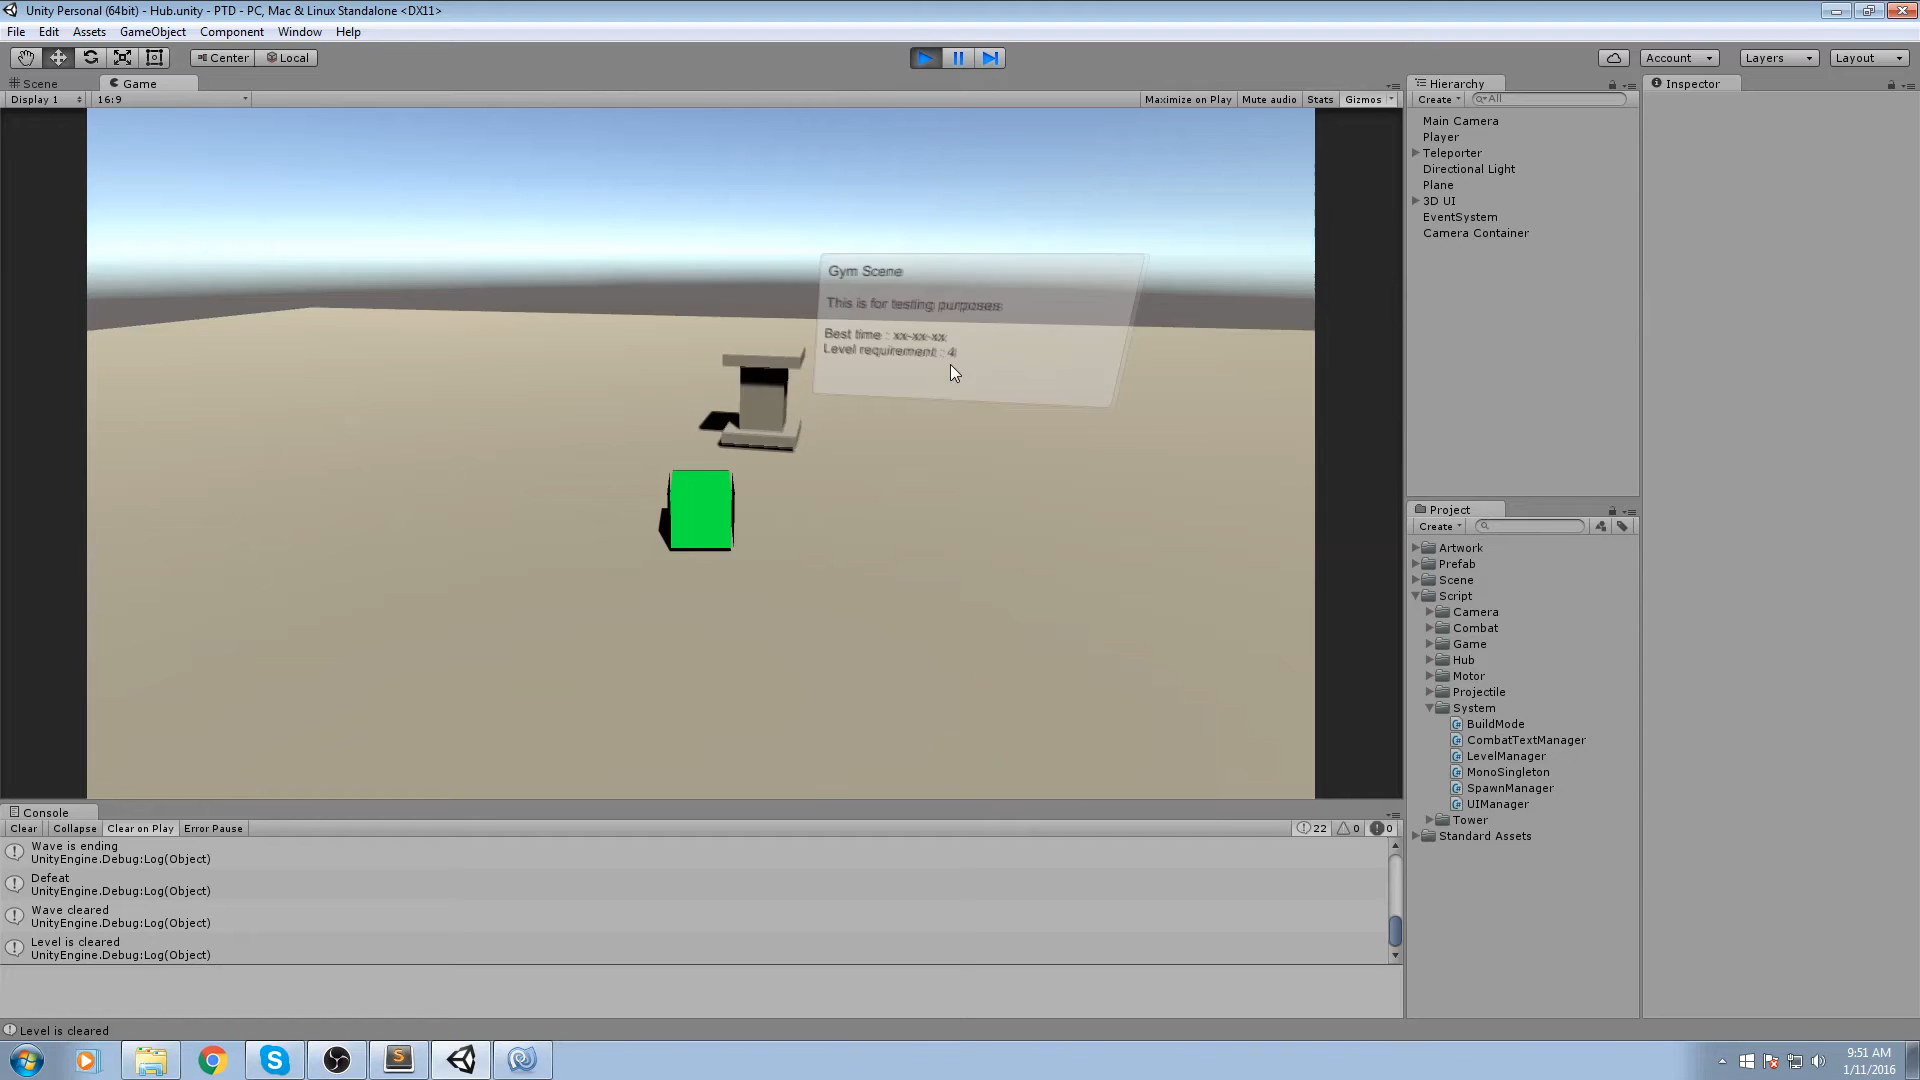 Unity Personal (64bit) - Hub.unity - PTD - PC, Mac & Linux Standalone <DX11>
File Edit Assets GameObject Component Window Help
Center Local Account Layers Layout
Scene Game
Display 1 16:9 Maximize on Play Mute audio Stats Gizmos
Gym Scene
This is for testing purposes
Best time : xx-xx-xx
Level requirement : 4
Hierarchy
Create All
Main Camera
Player
Teleporter
Directional Light
Plane
3D UI
EventSystem
Camera Container
Inspector
Project
Create
Artwork
Prefab
Scene
Script
Camera
Combat
Game
Hub
Motor
Projectile
System
BuildMode
CombatTextManager
LevelManager
MonoSingleton
SpawnManager
UIManager
Tower
Standard Assets
Console
Clear Collapse Clear on Play Error Pause 22 0 0
Wave is ending
UnityEngine.Debug:Log(Object)
Defeat
UnityEngine.Debug:Log(Object)
Wave cleared
UnityEngine.Debug:Log(Object)
Level is cleared
UnityEngine.Debug:Log(Object)
Level is cleared
9:51 AM
1/11/2016